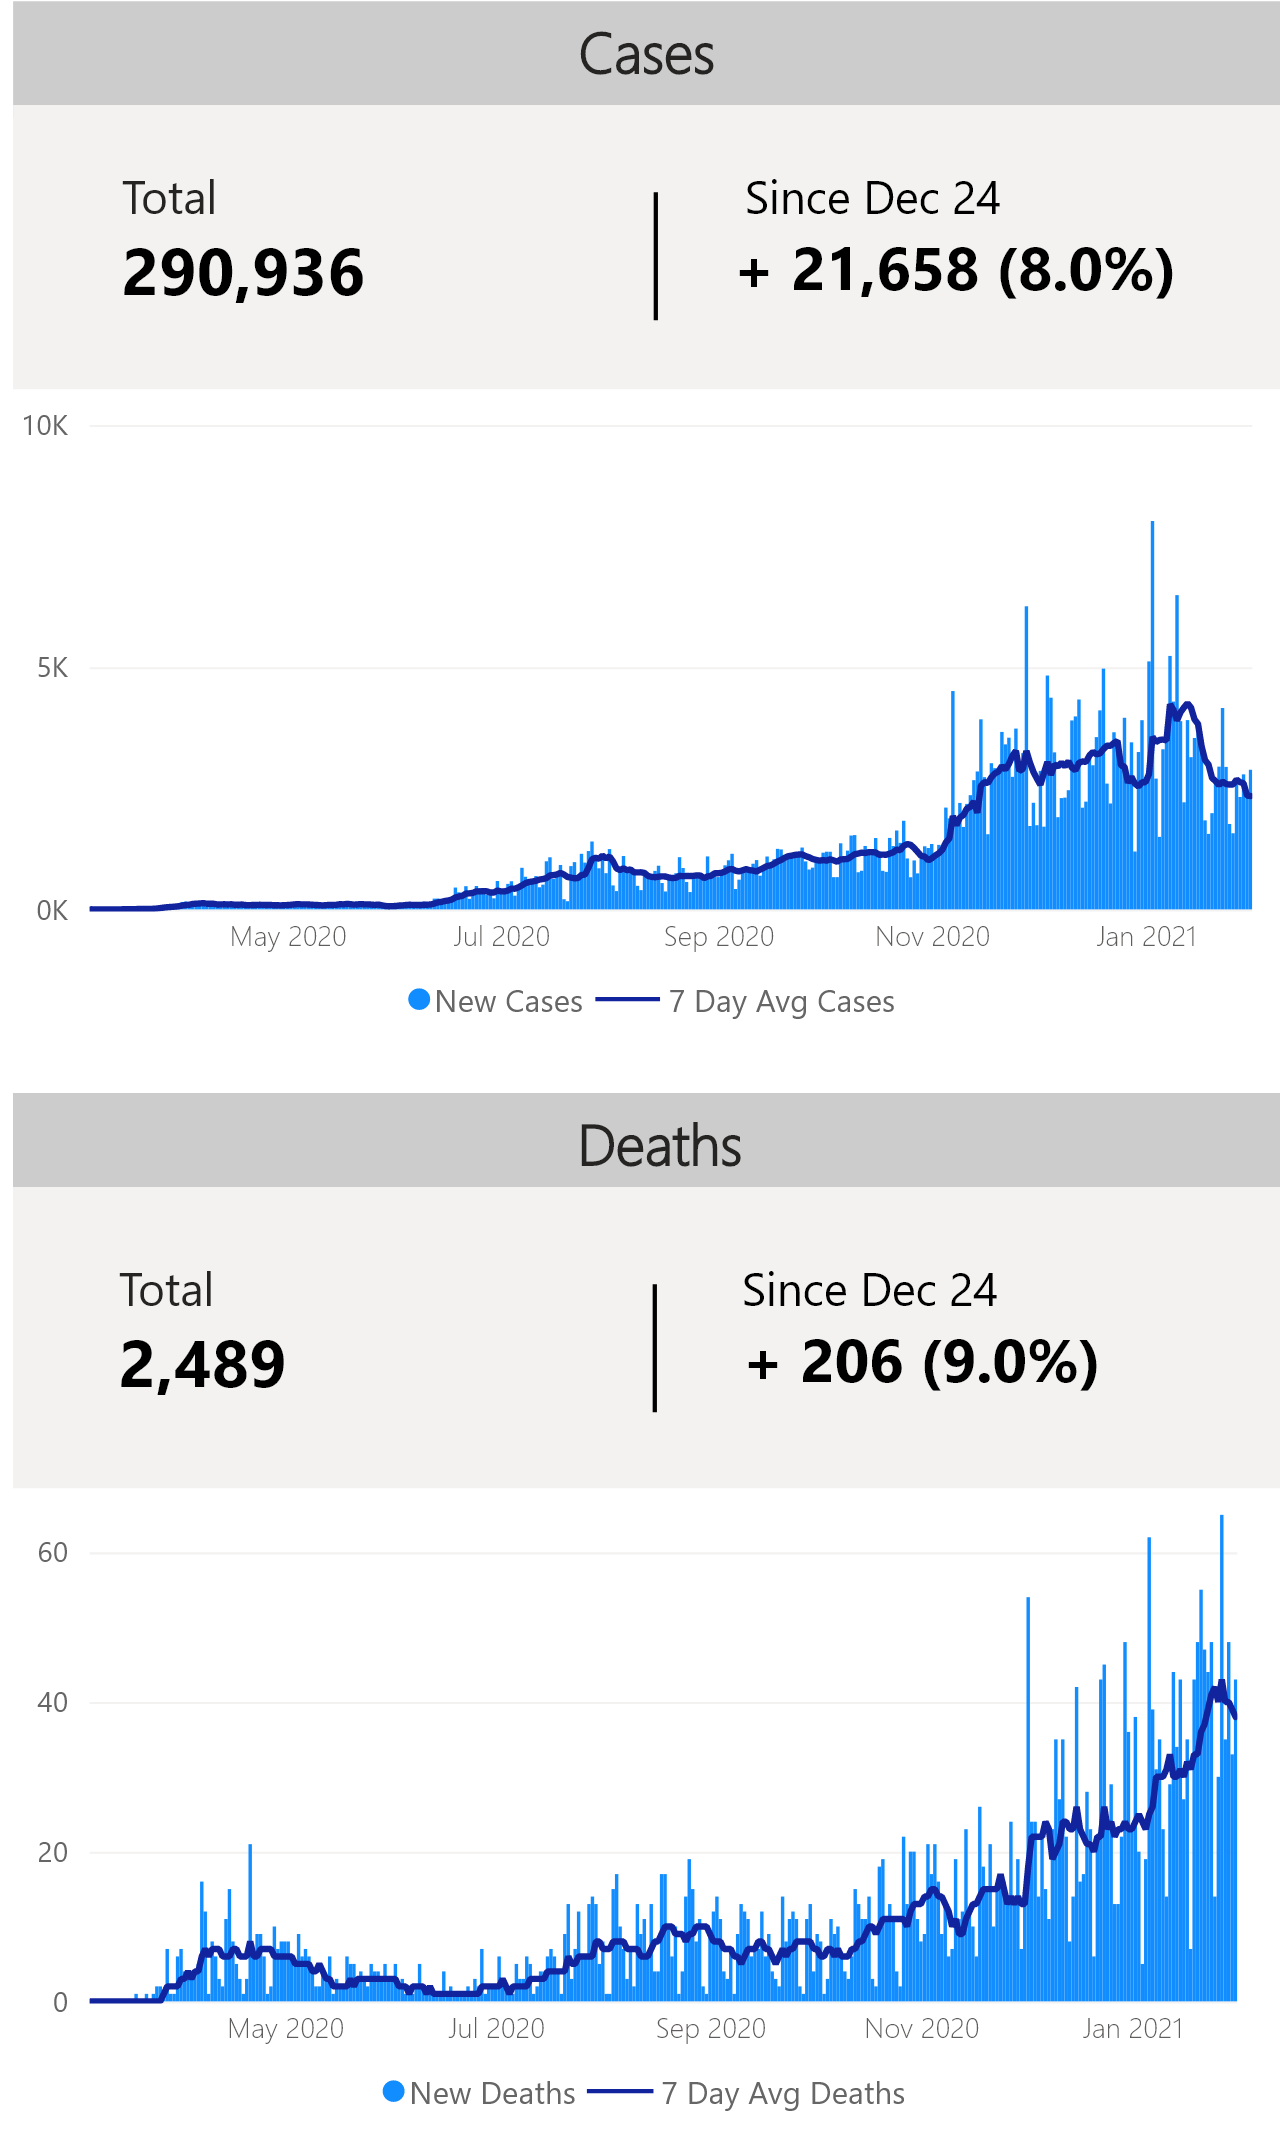 Cases
Total
Since Dec 24
290,936
+ 21,658 (8.0%)
10K
5K
0K
May 2020
Jul 2020
Sep 2020
Nov 2020
Jan 2021
New Cases
7 Day Avg Cases
Deaths
Total
Since Dec 24
2,489
+ 206 (9.0%)
60
40
20
0
May 2020
Jul 2020
Sep 2020
Nov 2020
Jan 2021
New Deaths
7 Day Avg Deaths